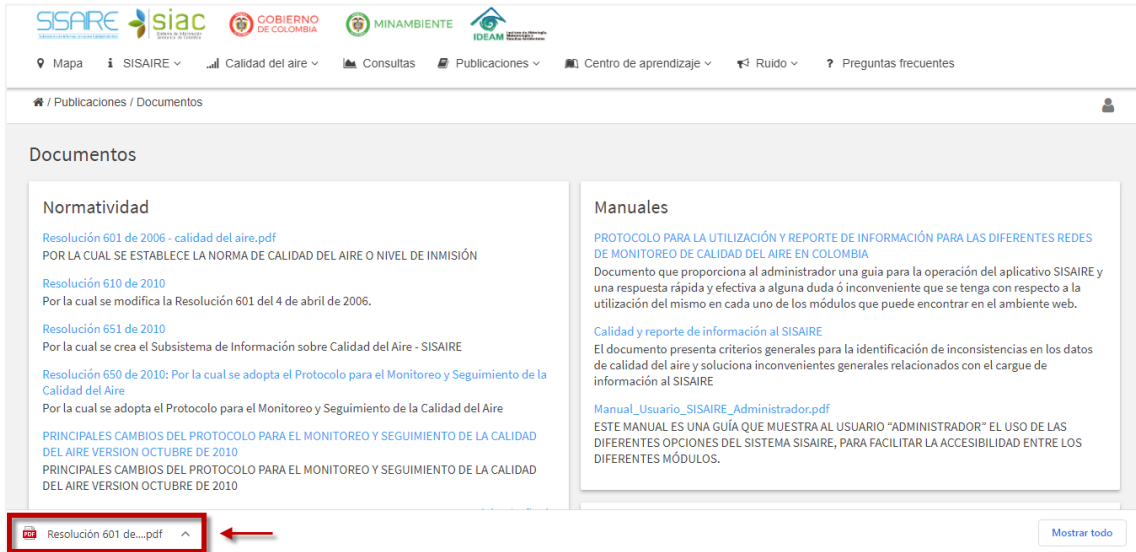 SISAIRE siac GOBIERNO DE COLOMBIA MINAMBIENTE IDEAM
Mapa SISAIRE Calidad del aire Consultas Publicaciones Centro de aprendizaje Ruido Preguntas frecuentes
/ Publicaciones / Documentos
Documentos
Normatividad
Resolución 601 de 2006 - calidad del aire.pdf
POR LA CUAL SE ESTABLECE LA NORMA DE CALIDAD DEL AIRE O NIVEL DE INMISIÓN
Resolución 610 de 2010
Por la cual se modifica la Resolución 601 del 4 de abril de 2006.
Resolución 651 de 2010
Por la cual se crea el Subsistema de Información sobre Calidad del Aire - SISAIRE
Resolución 650 de 2010: Por la cual se adopta el Protocolo para el Monitoreo y Seguimiento de la
Calidad del Aire
Por la cual se adopta el Protocolo para el Monitoreo y Seguimiento de la Calidad del Aire
PRINCIPALES CAMBIOS DEL PROTOCOLO PARA EL MONITOREO Y SEGUIMIENTO DE LA CALIDAD
DEL AIRE VERSION OCTUBRE DE 2010
PRINCIPALES CAMBIOS DEL PROTOCOLO PARA EL MONITOREO Y SEGUIMIENTO DE LA CALIDAD
DEL AIRE VERSION OCTUBRE DE 2010
Manuales
PROTOCOLO PARA LA UTILIZACIÓN Y REPORTE DE INFORMACIÓN PARA LAS DIFERENTES REDES
DE MONITOREO DE CALIDAD DEL AIRE EN COLOMBIA
Documento que proporciona al administrador una guia para la operación del aplicativo SISAIRE y
una respuesta rápida y efectiva a alguna duda ó inconveniente que se tenga con respecto a la
utilización del mismo en cada uno de los módulos que puede encontrar en el ambiente web.
Calidad y reporte de información al SISAIRE
El documento presenta criterios generales para la identificación de inconsistencias en los datos
de calidad del aire y soluciona inconvenientes generales relacionados con el cargue de
información al SISAIRE
Manual_Usuario_SISAIRE_Administrador.pdf
ESTE MANUAL ES UNA GUÍA QUE MUESTRA AL USUARIO “ADMINISTRADOR” EL USO DE LAS
DIFERENTES OPCIONES DEL SISTEMA SISAIRE, PARA FACILITAR LA ACCESIBILIDAD ENTRE LOS
DIFERENTES MÓDULOS.
PDF Resolución 601 de....pdf
Mostrar todo